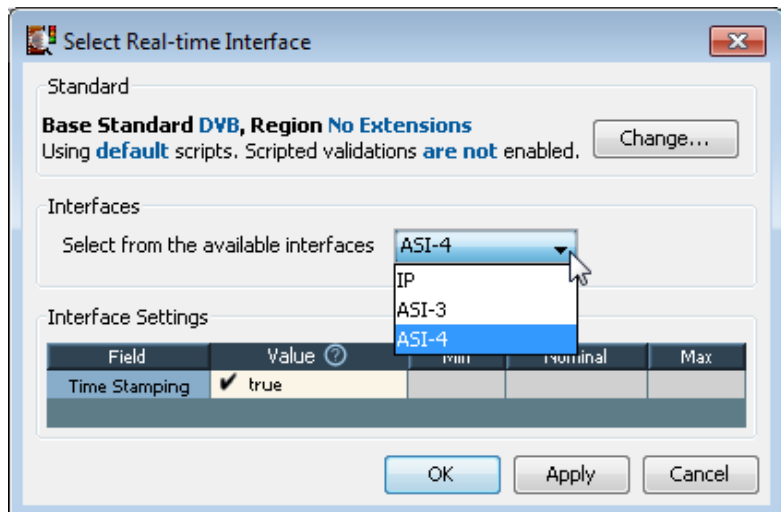 Select Real-time Interface
Standard
Base Standard DVB, Region No Extensions
Using default scripts. Scripted validations are not enabled.
Change...
Interfaces
Select from the available interfaces ASI-4
IP
ASI-3
ASI-4
Interface Settings
Field Value ? Min Nominal Max
Time Stamping ✔ true
OK Apply Cancel